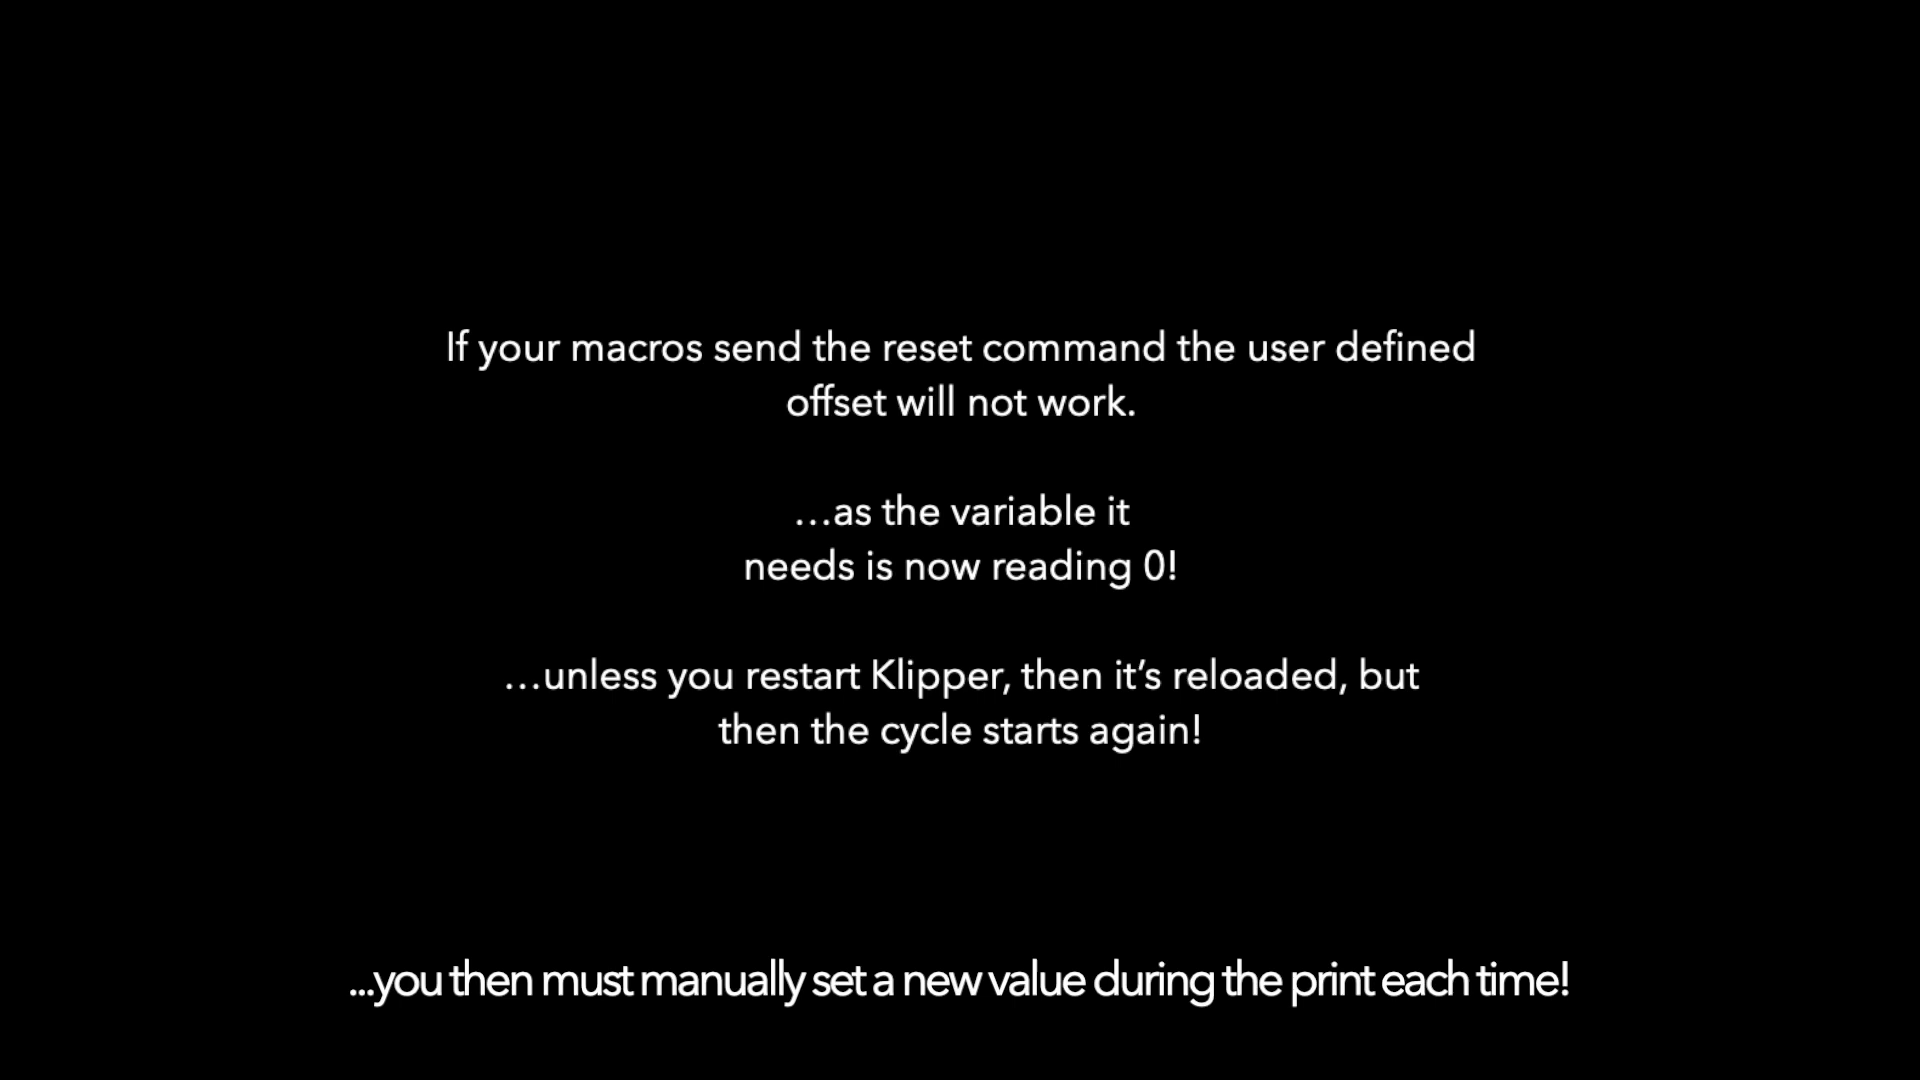 If your macros send the reset command the user defined
offset will not work.
…as the variable it
needs is now reading 0!
…unless you restart Klipper, then it’s reloaded, but
then the cycle starts again!
...you then must manually set a new value during the print each time!